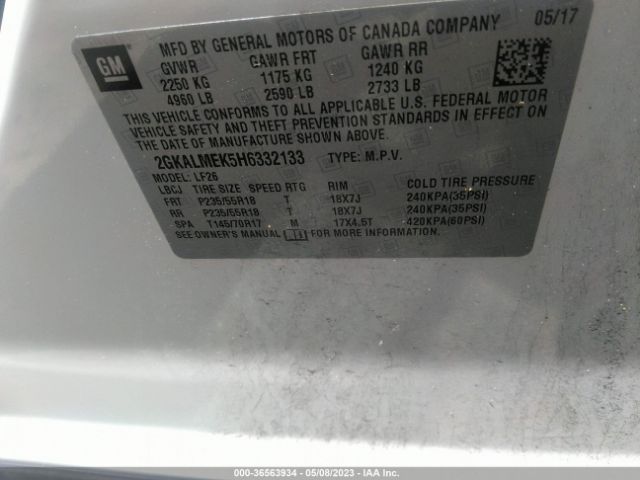 MFD BY GENERAL MOTORS OF CANADA COMPANY 05/17
GM
GVWR GAWR FRT GAWR RR
2250 KG 1175 KG 1240 KG
4960 LB 2590 LB 2733 LB
THIS VEHICLE CONFORMS TO ALL APPLICABLE U.S. FEDERAL MOTOR
VEHICLE SAFETY AND THEFT PREVENTION STANDARDS IN EFFECT ON
THE DATE OF MANUFACTURE SHOWN ABOVE.
2GKALMEK5H6332133 TYPE: M.P.V.
MODEL: LF26
LBCJ TIRE SIZE SPEED RTG RIM COLD TIRE PRESSURE
FRT P235/55R18 T 18X7J 240KPA(35PSI)
RR P235/55R18 T 18X7J 240KPA(35PSI)
SPA T145/70R17 M 17X4.5T 420KPA(60PSI)
SEE OWNER'S MANUAL FOR MORE INFORMATION.
000-36563934 - 05/08/2023 - IAA Inc.